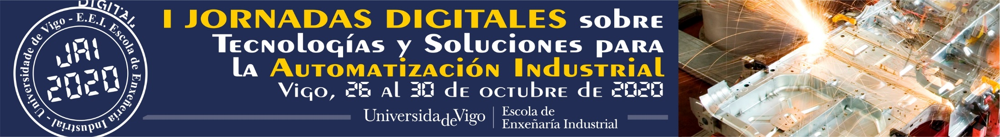 DIGITAL
Universidade de Vigo - E.E.I. Escola de Enxeñería Industrial -
JAI
2020
I JORNADAS DIGITALES sobre
Tecnologías y Soluciones para
la Automatización Industrial
Vigo, 26 al 30 de octubre de 2020
UniversidadeVigo
Escola de
Enxeñaría Industrial